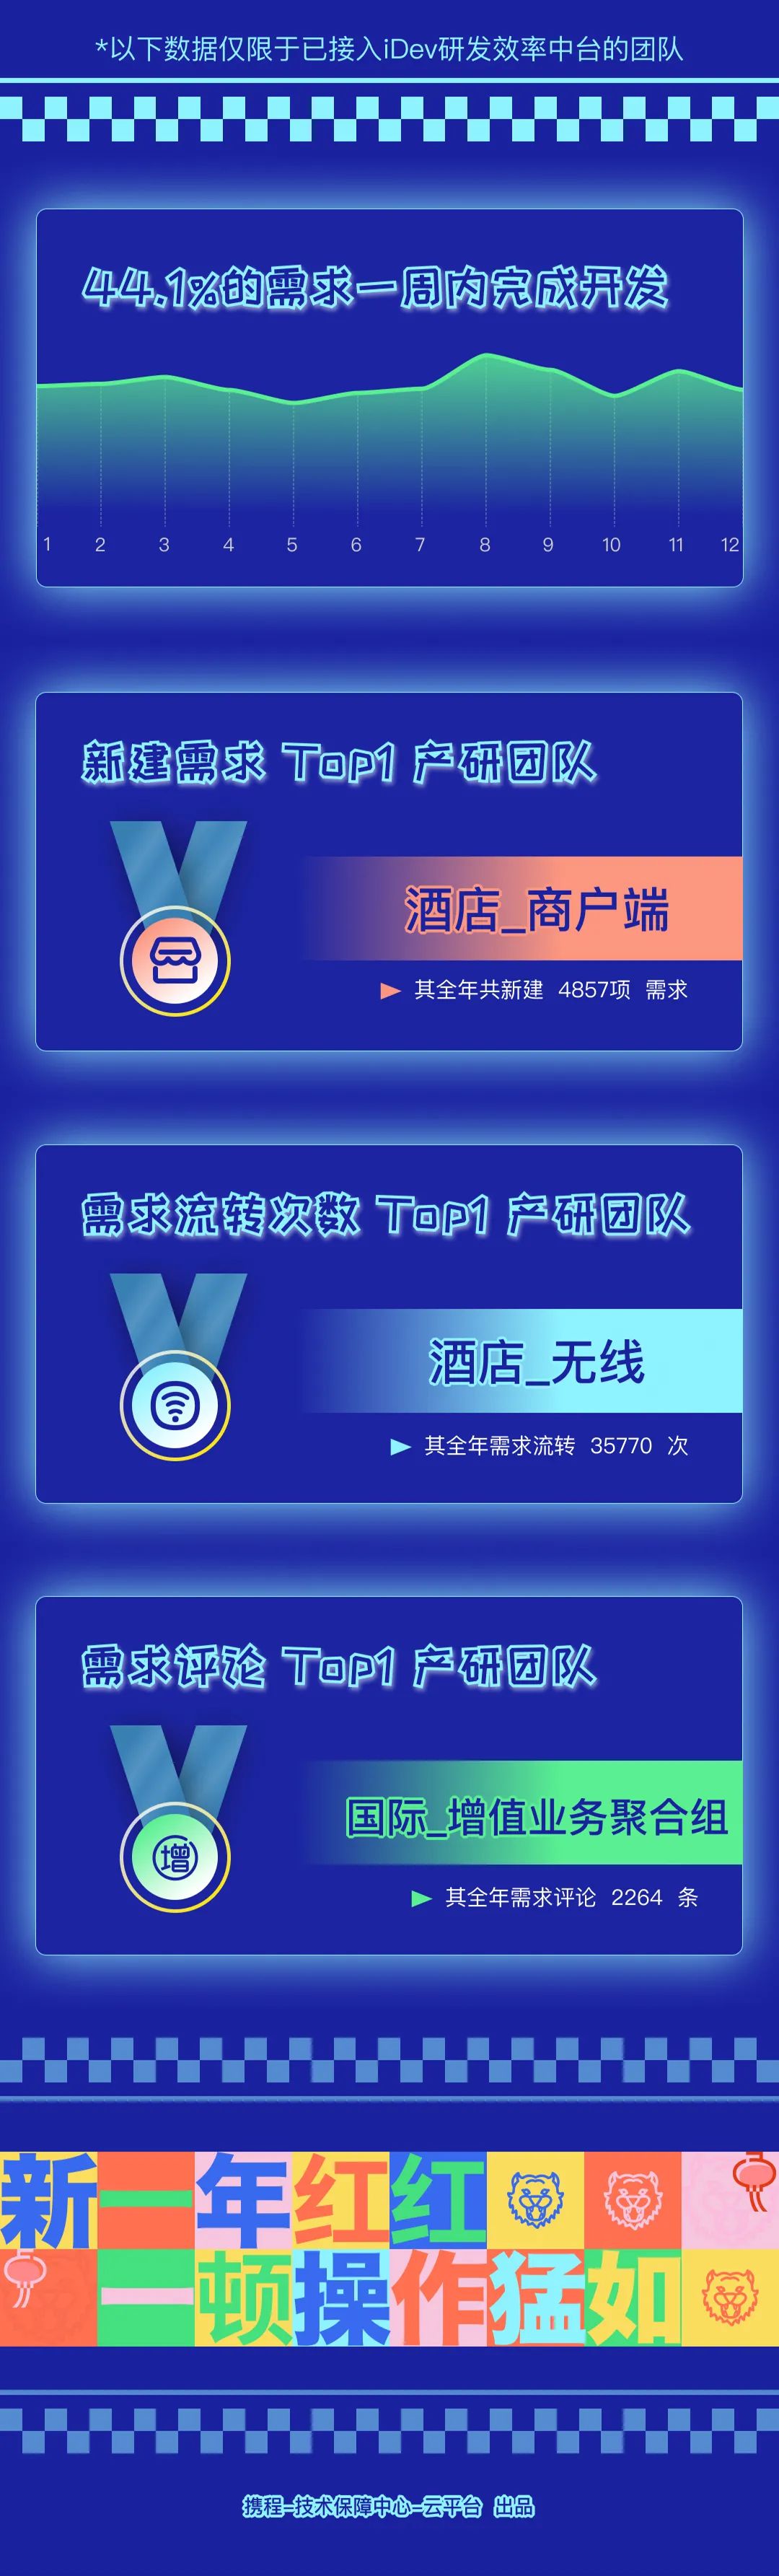 *以下数据仅限于已接入iDev研发效率中台的团队
44.1%的需求一周内完成开发
1 2 3 4 5 6 7 8 9 10 11 12
新建需求 Top1 产研团队
酒店_商户端
其全年共新建 4857项 需求
需求流转次数 Top1 产研团队
酒店_无线
其全年需求流转 35770 次
需求评论 Top1 产研团队
国际_增值业务聚合组
增
其全年需求评论 2264 条
新一年红红
一顿操作猛如
携程-技术保障中心-云平台 出品